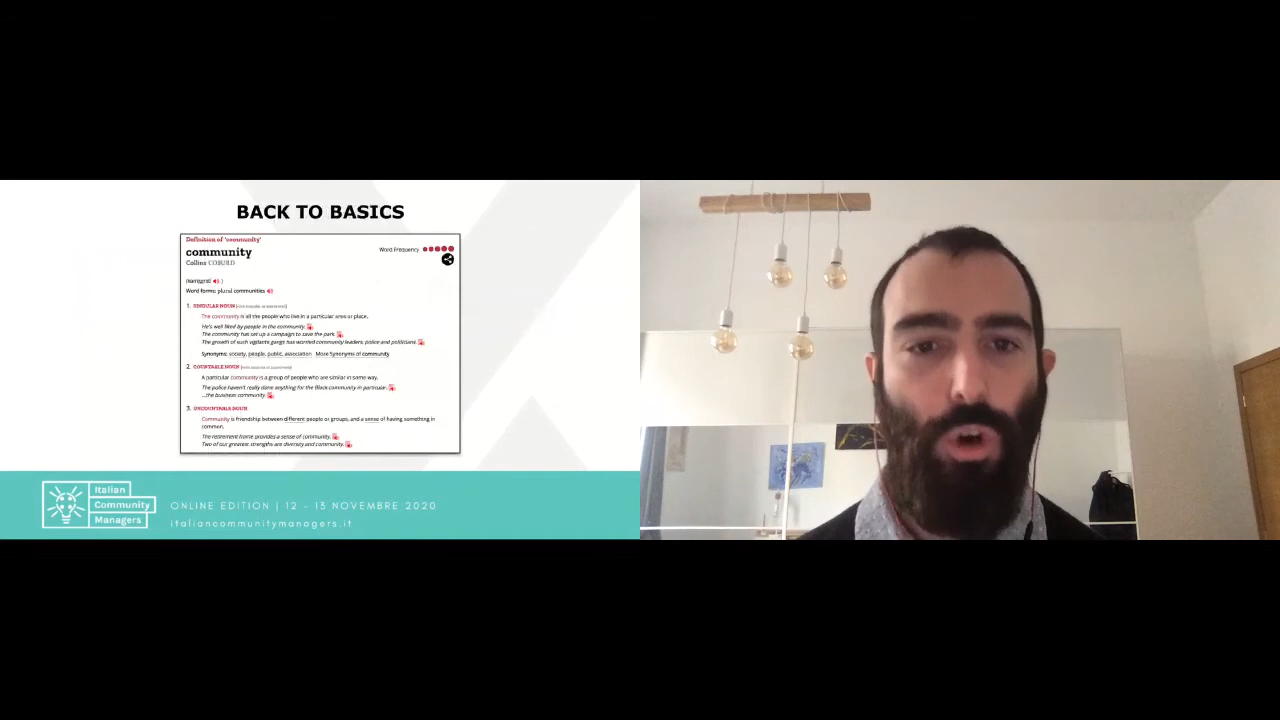 BACK TO BASICS
Definition of 'community'
community
Word Frequency
Collins COBUILD
Word forms: plural communities
1. SINGULAR NOUN
The community is all the people who live in a particular area or place.
He's well liked by people in the community.
The community has set up a campaign to save the park.
The growth of such vigilante gangs has worried community leaders, police and politicians.
Synonyms: society, people, public, association More Synonyms of community
2. COUNTABLE NOUN
A particular community is a group of people who are similar in some way.
The police haven't really done anything for the Black community in particular.
...the business community.
3. UNCOUNTABLE NOUN
Community is friendship between different people or groups, and a sense of having something in
common.
The retirement home provides a sense of community.
Two of our greatest strengths are diversity and community.
Italian
Community
Managers
ONLINE EDITION | 12 - 13 NOVEMBRE 2020
italiancommunitymanagers.it